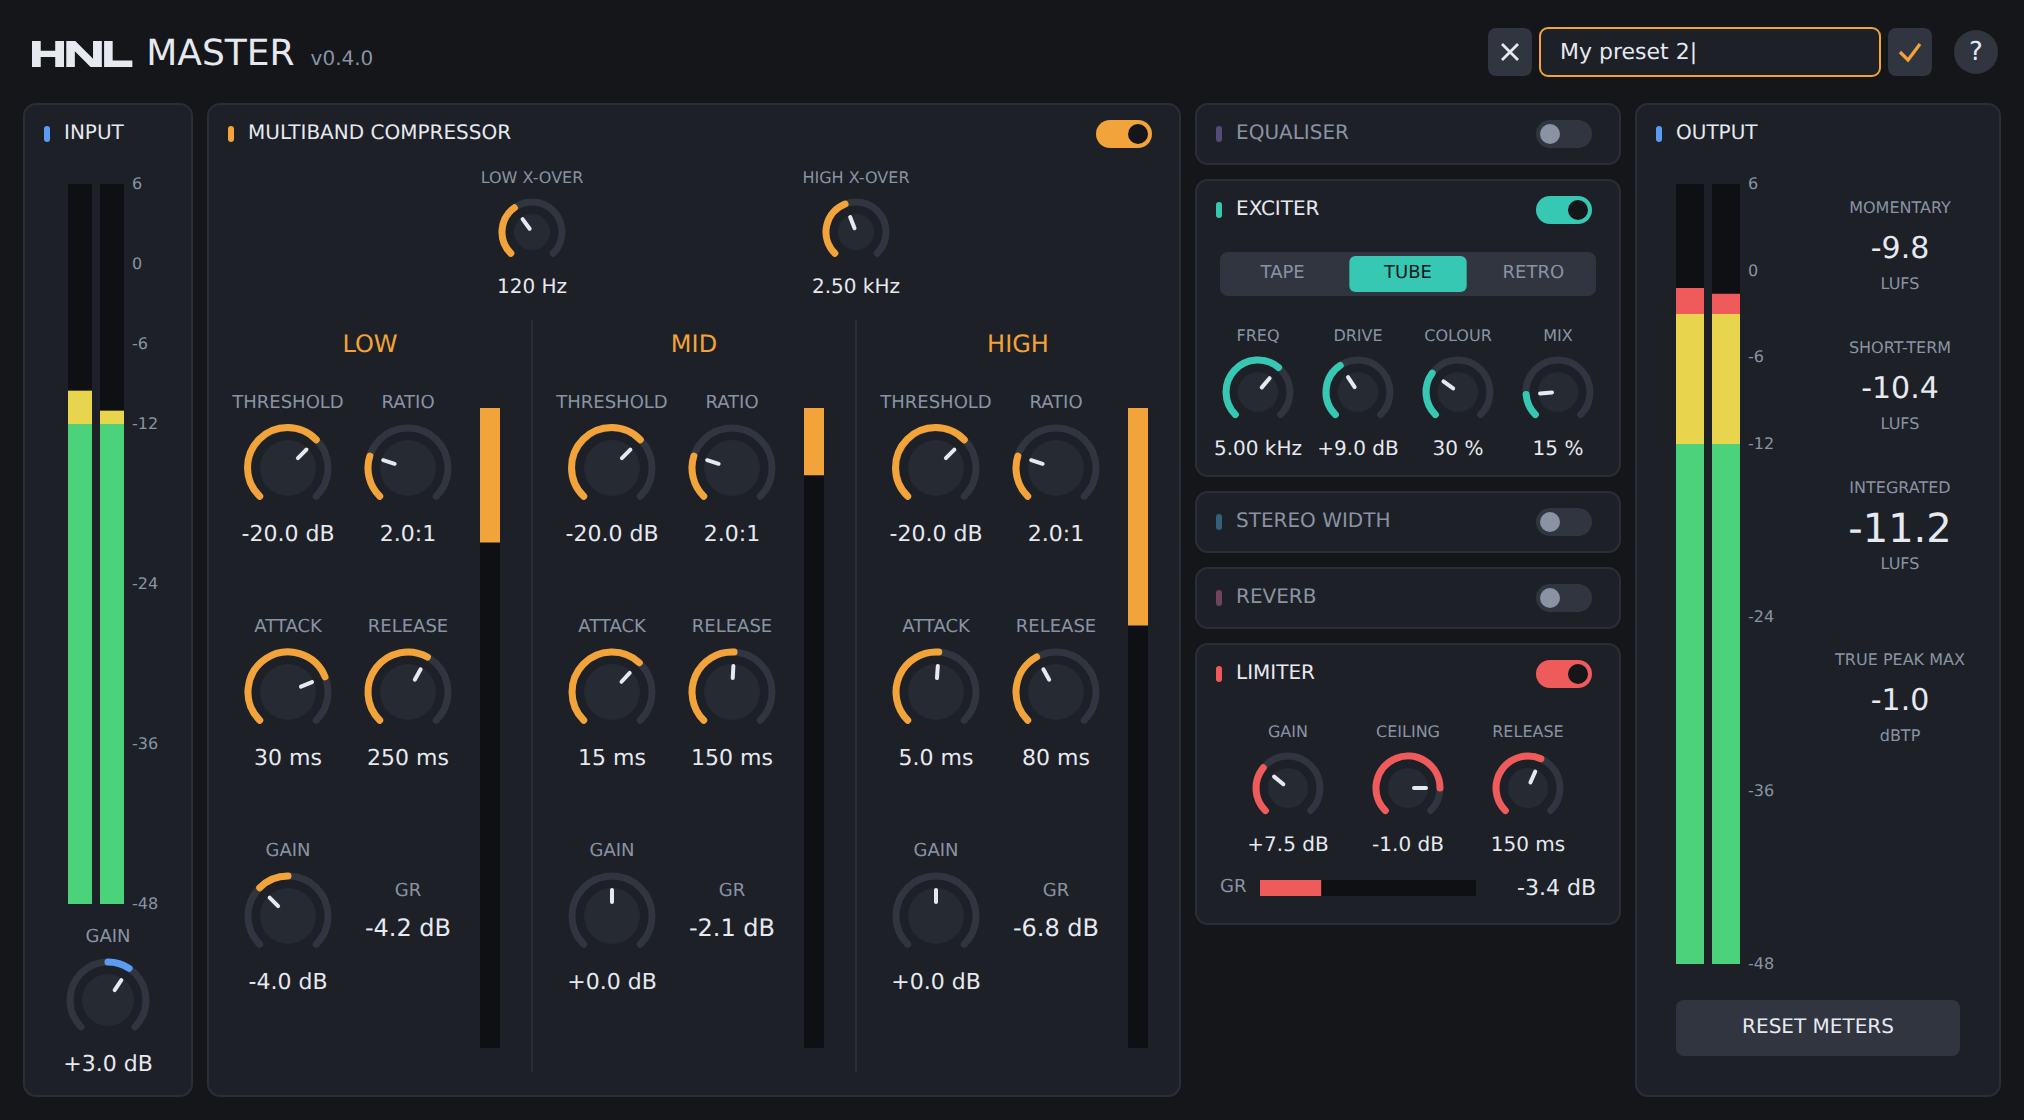 HNL MASTER v0.4.0
My preset 2
?
INPUT
6
0
-6
-12
-24
-36
-48
GAIN
+3.0 dB
MULTIBAND COMPRESSOR
LOW X-OVER
120 Hz
HIGH X-OVER
2.50 kHz
LOW
THRESHOLD RATIO
-20.0 dB 2.0:1
ATTACK RELEASE
30 ms 250 ms
GAIN
GR
-4.2 dB
-4.0 dB
MID
THRESHOLD RATIO
-20.0 dB 2.0:1
ATTACK RELEASE
15 ms 150 ms
GAIN
GR
-2.1 dB
+0.0 dB
HIGH
THRESHOLD RATIO
-20.0 dB 2.0:1
ATTACK RELEASE
5.0 ms 80 ms
GAIN
GR
-6.8 dB
+0.0 dB
EQUALISER
EXCITER
TAPE TUBE RETRO
FREQ DRIVE COLOUR MIX
5.00 kHz +9.0 dB 30 % 15 %
STEREO WIDTH
REVERB
LIMITER
GAIN CEILING RELEASE
+7.5 dB -1.0 dB 150 ms
GR -3.4 dB
OUTPUT
6
0
-6
-12
-24
-36
-48
MOMENTARY
-9.8
LUFS
SHORT-TERM
-10.4
LUFS
INTEGRATED
-11.2
LUFS
TRUE PEAK MAX
-1.0
dBTP
RESET METERS